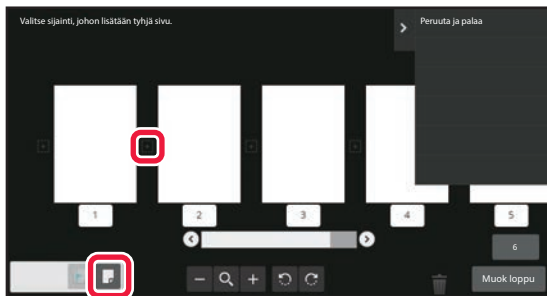 Valitse sijainti, johon lisätään tyhjä sivu.
Peruuta ja palaa
1
2
3
4
5
6
Muok loppu